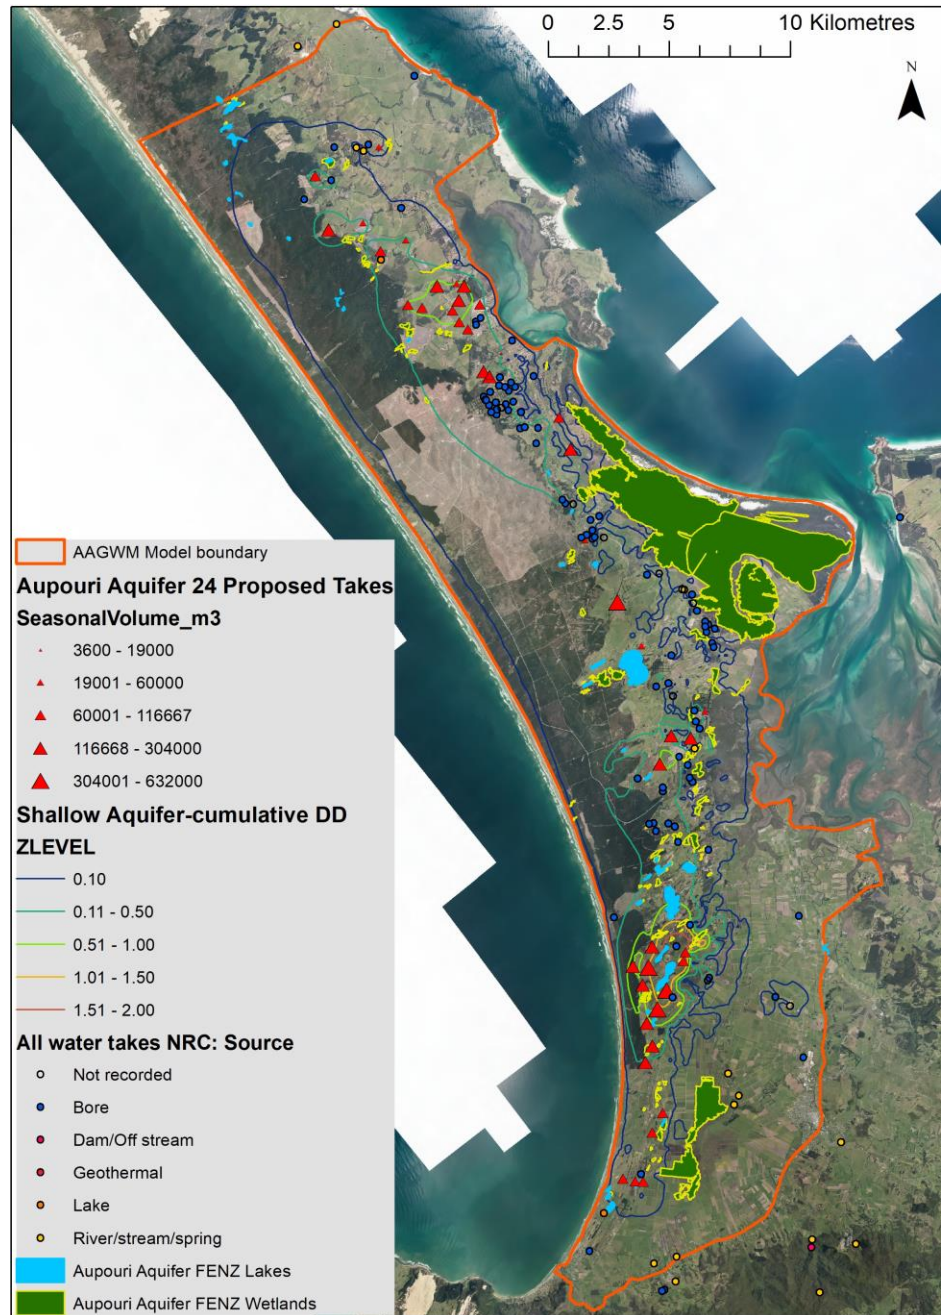 0 2.5 5 10 Kilometres
N
AAGWM Model boundary
Aupouri Aquifer 24 Proposed Takes
SeasonalVolume_m3
3600 - 19000
19001 - 60000
60001 - 116667
116668 - 304000
304001 - 632000
Shallow Aquifer-cumulative DD
ZLEVEL
0.10
0.11 - 0.50
0.51 - 1.00
1.01 - 1.50
1.51 - 2.00
All water takes NRC: Source
Not recorded
Bore
Dam/Off stream
Geothermal
Lake
River/stream/spring
Aupouri Aquifer FENZ Lakes
Aupouri Aquifer FENZ Wetlands